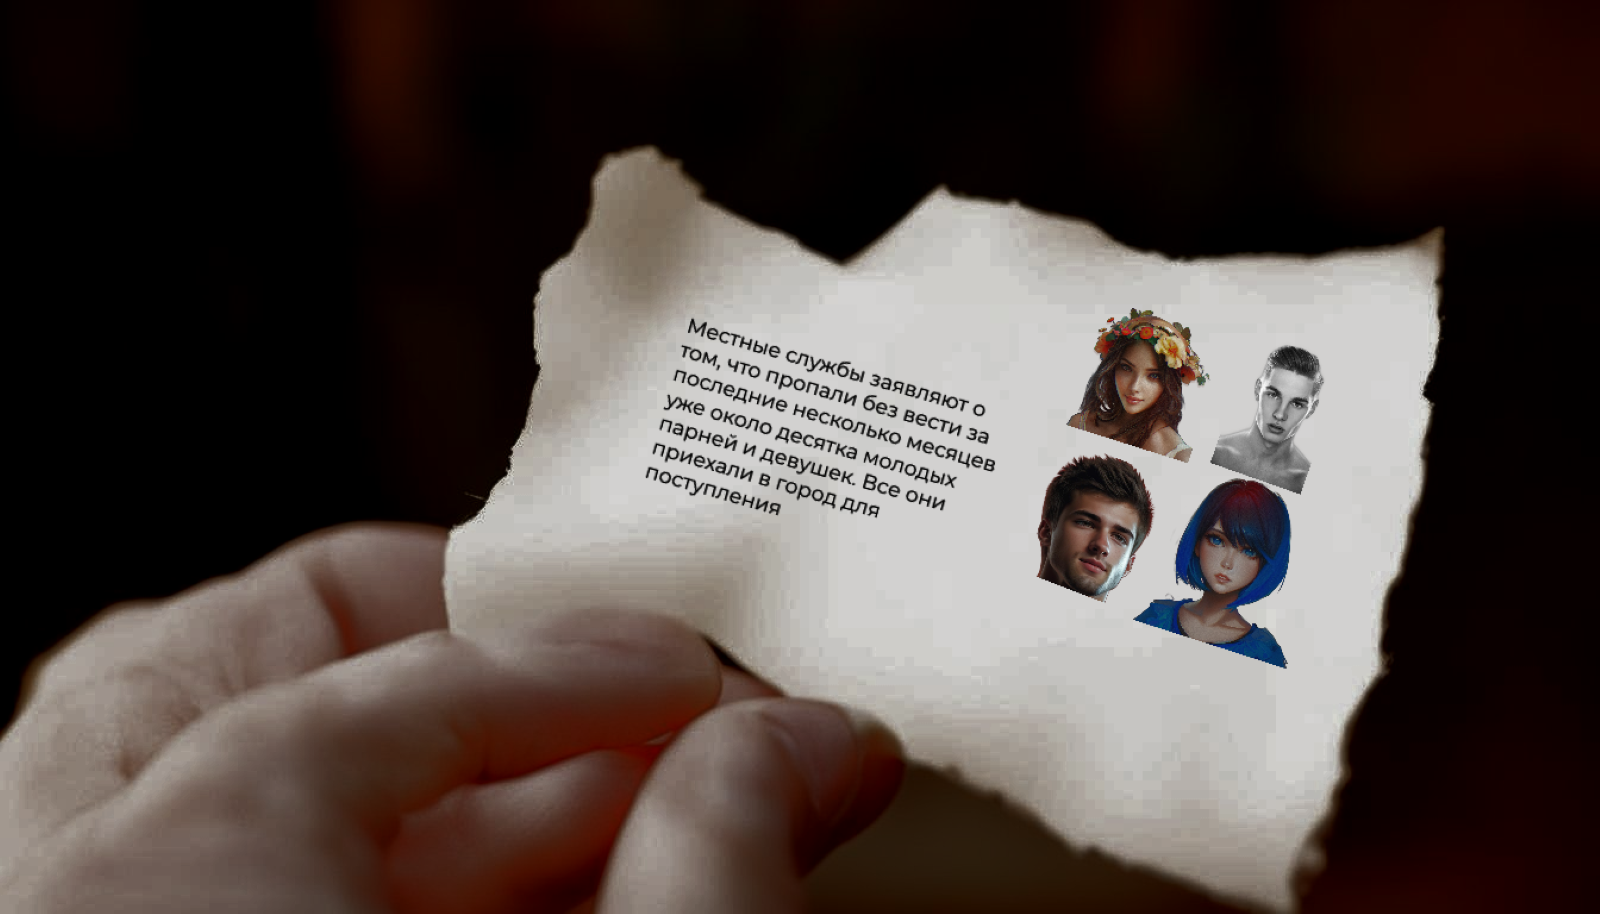 Местные службы заявляют о
том, что пропали без вести за
последние несколько месяцев
уже около десятка молодых
парней и девушек. Все они
приехали в город для
поступления